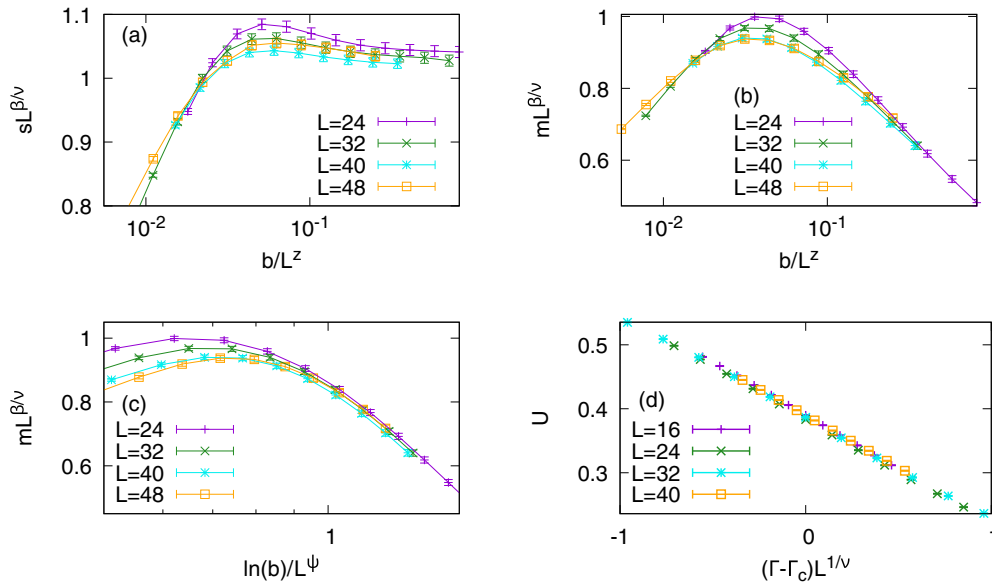 (a)
sL^{β/ν}
1.1
1
0.9
0.8
L=24
L=32
L=40
L=48
10^{-2}
10^{-1}
b/L^z
(b)
mL^{β/ν}
1
0.8
0.6
L=24
L=32
L=40
L=48
10^{-2}
10^{-1}
b/L^z
(c)
mL^{β/ν}
1
0.8
0.6
L=24
L=32
L=40
L=48
1
ln(b)/L^ψ
(d)
U
0.5
0.4
0.3
L=16
L=24
L=32
L=40
-1
0
1
(Γ-Γ_c)L^{1/ν}